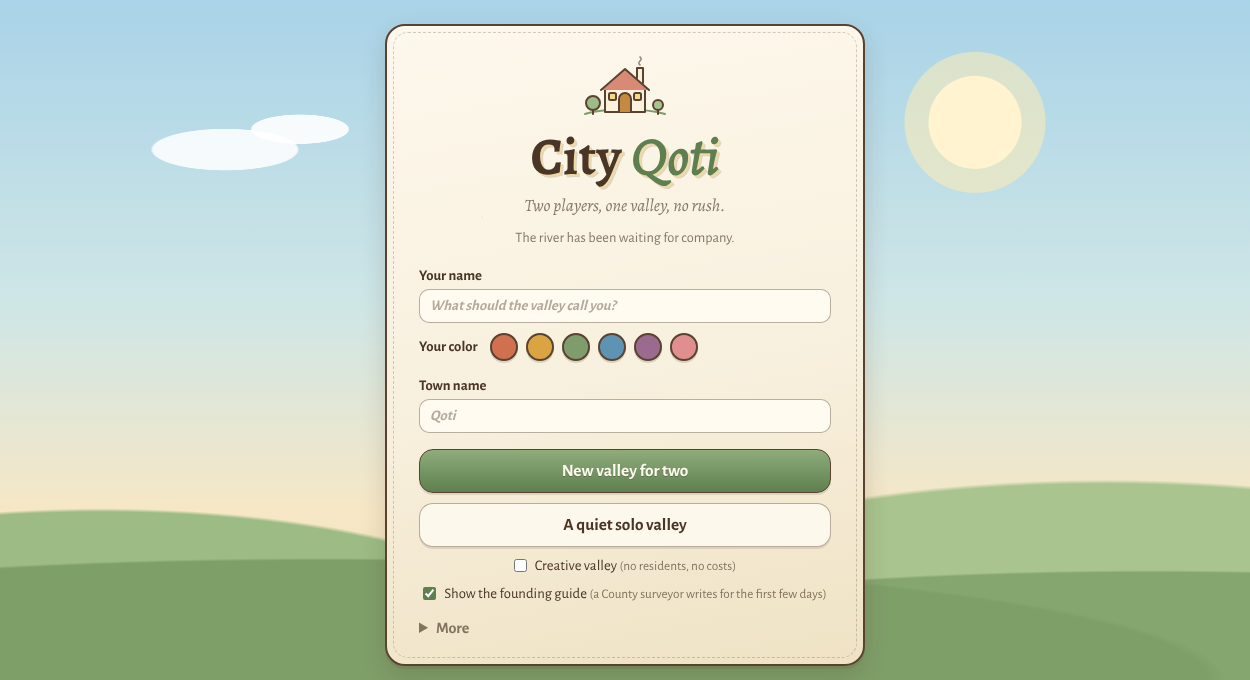 City Qoti
Two players, one valley, no rush.
The river has been waiting for company.
Your name
What should the valley call you?
Your color
Town name
Qoti
New valley for two
A quiet solo valley
Creative valley (no residents, no costs)
Show the founding guide (a County surveyor writes for the first few days)
More